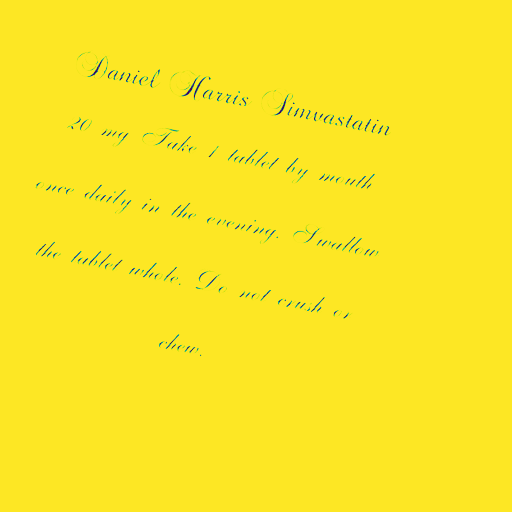 Daniel Harris Simvastatin
20 mg Take 1 tablet by mouth
once daily in the evening. Swallow
the tablet whole. Do not crush or
chew.